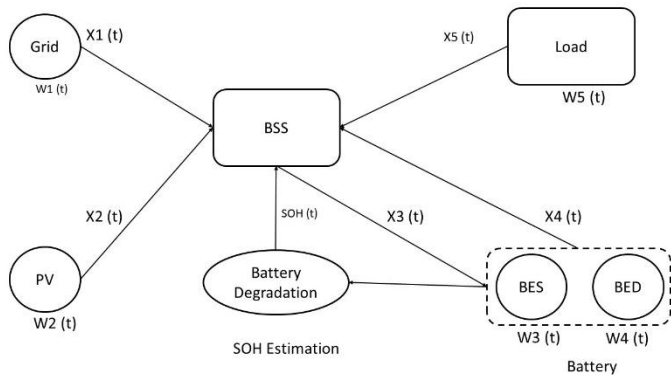 Grid
X1 (t)
W1 (t)
X5 (t)
Load
W5 (t)
BSS
X2 (t)
SOH (t)
X3 (t)
X4 (t)
PV
W2 (t)
Battery
Degradation
BES
BED
SOH Estimation
W3 (t)
W4 (t)
Battery